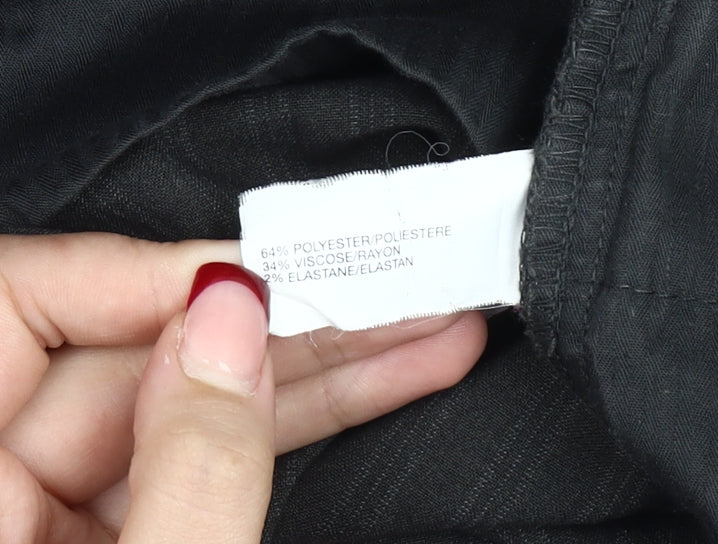 64% POLYESTER/POLIESTERE
34% VISCOSE/RAYON
2% ELASTANE/ELASTAN